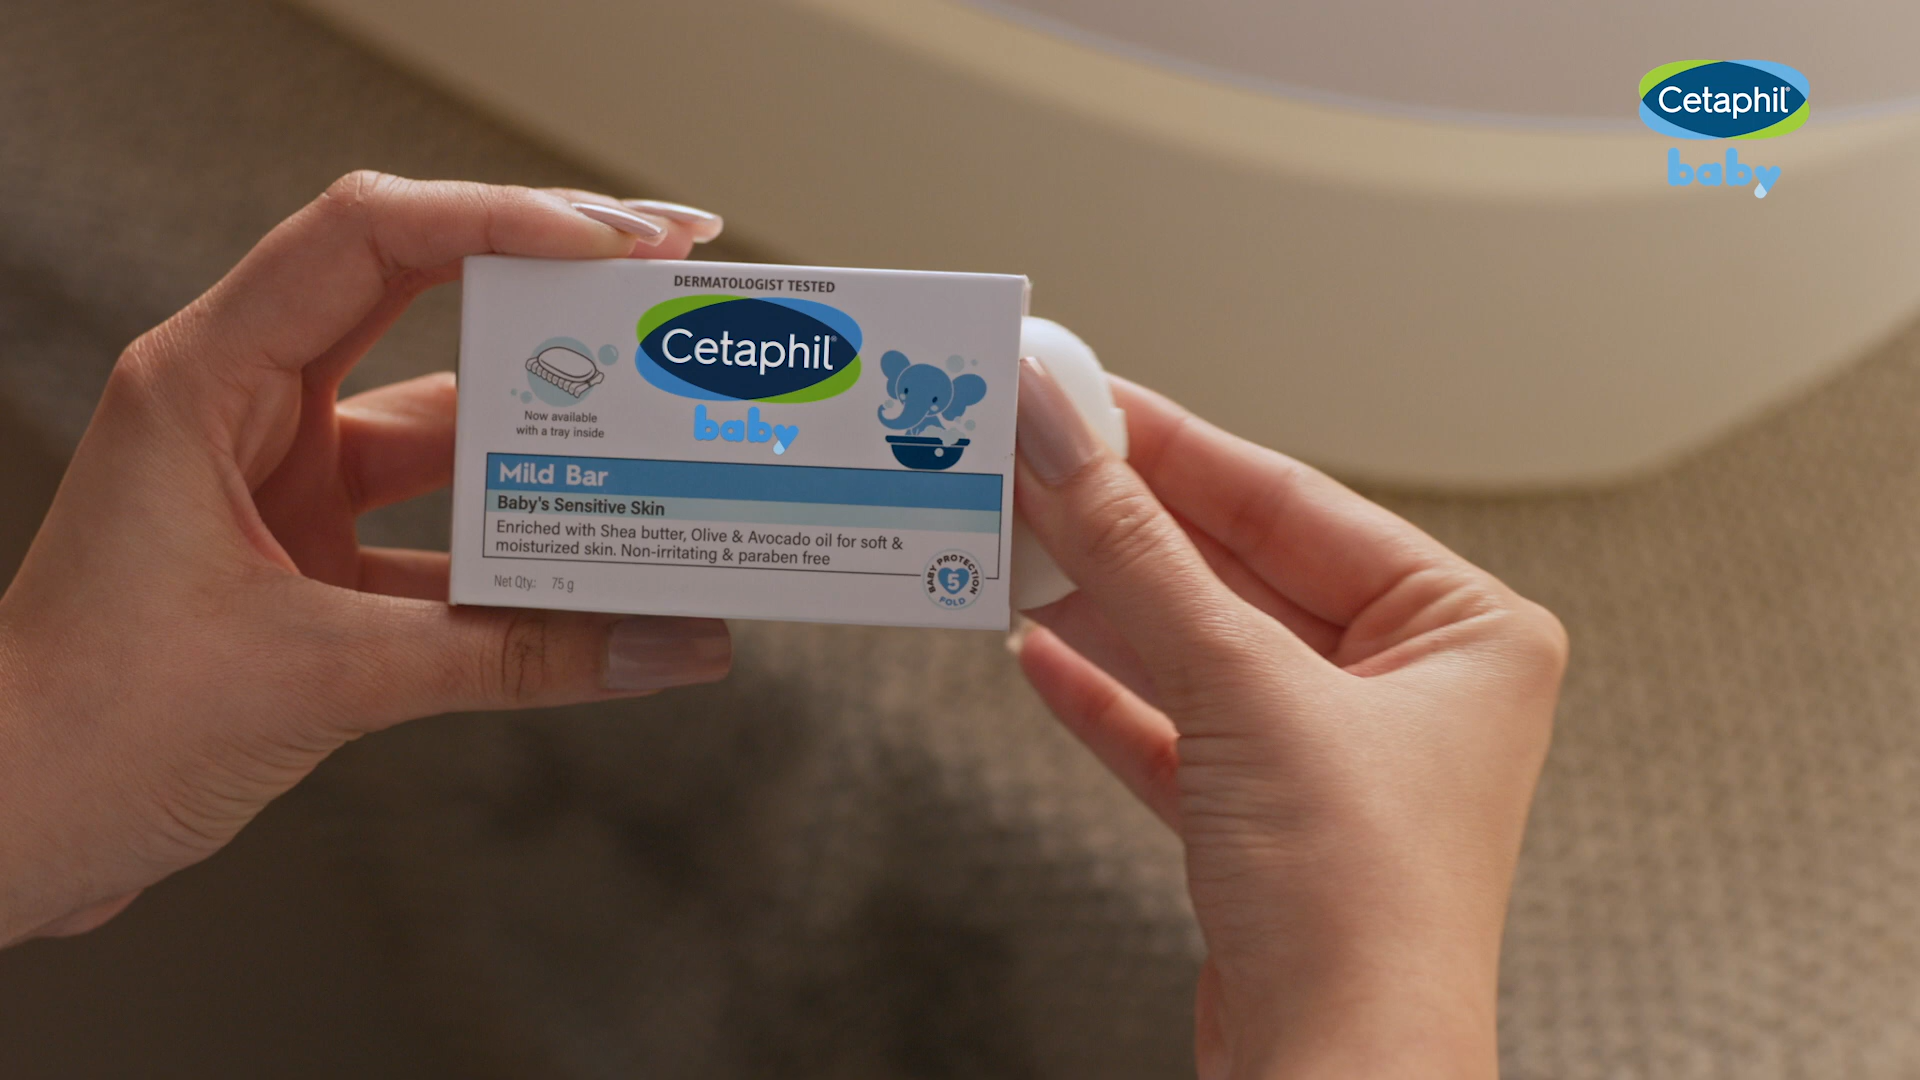 Cetaphil
baby
DERMATOLOGIST TESTED
Cetaphil
baby
Now available
with a tray inside
Mild Bar
Baby's Sensitive Skin
Enriched with Shea butter, Olive & Avocado oil for soft &
moisturized skin. Non-irritating & paraben free
Net Qty.: 75 g
BABY PROTECTION
5
FOLD